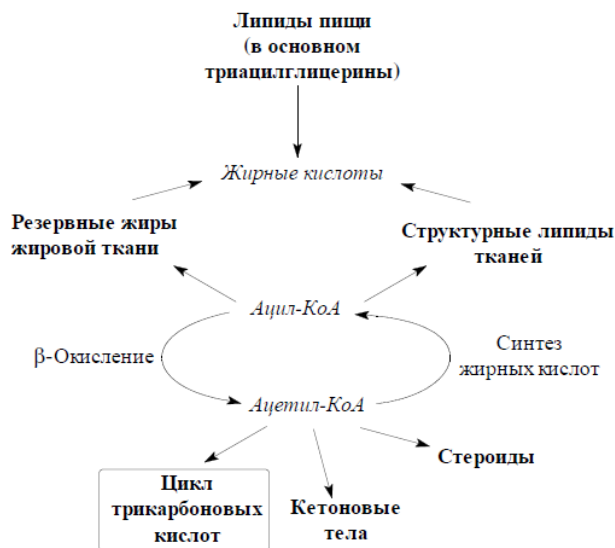 Липиды пищи
(в основном
триацилглицерины)
Жирные кислоты
Резервные жиры
жировой ткани
Структурные липиды
тканей
Ацил-КоА
β-Окисление
Синтез
жирных кислот
Ацетил-КоА
Стероиды
Цикл
трикарбоновых
кислот
Кетоновые
тела